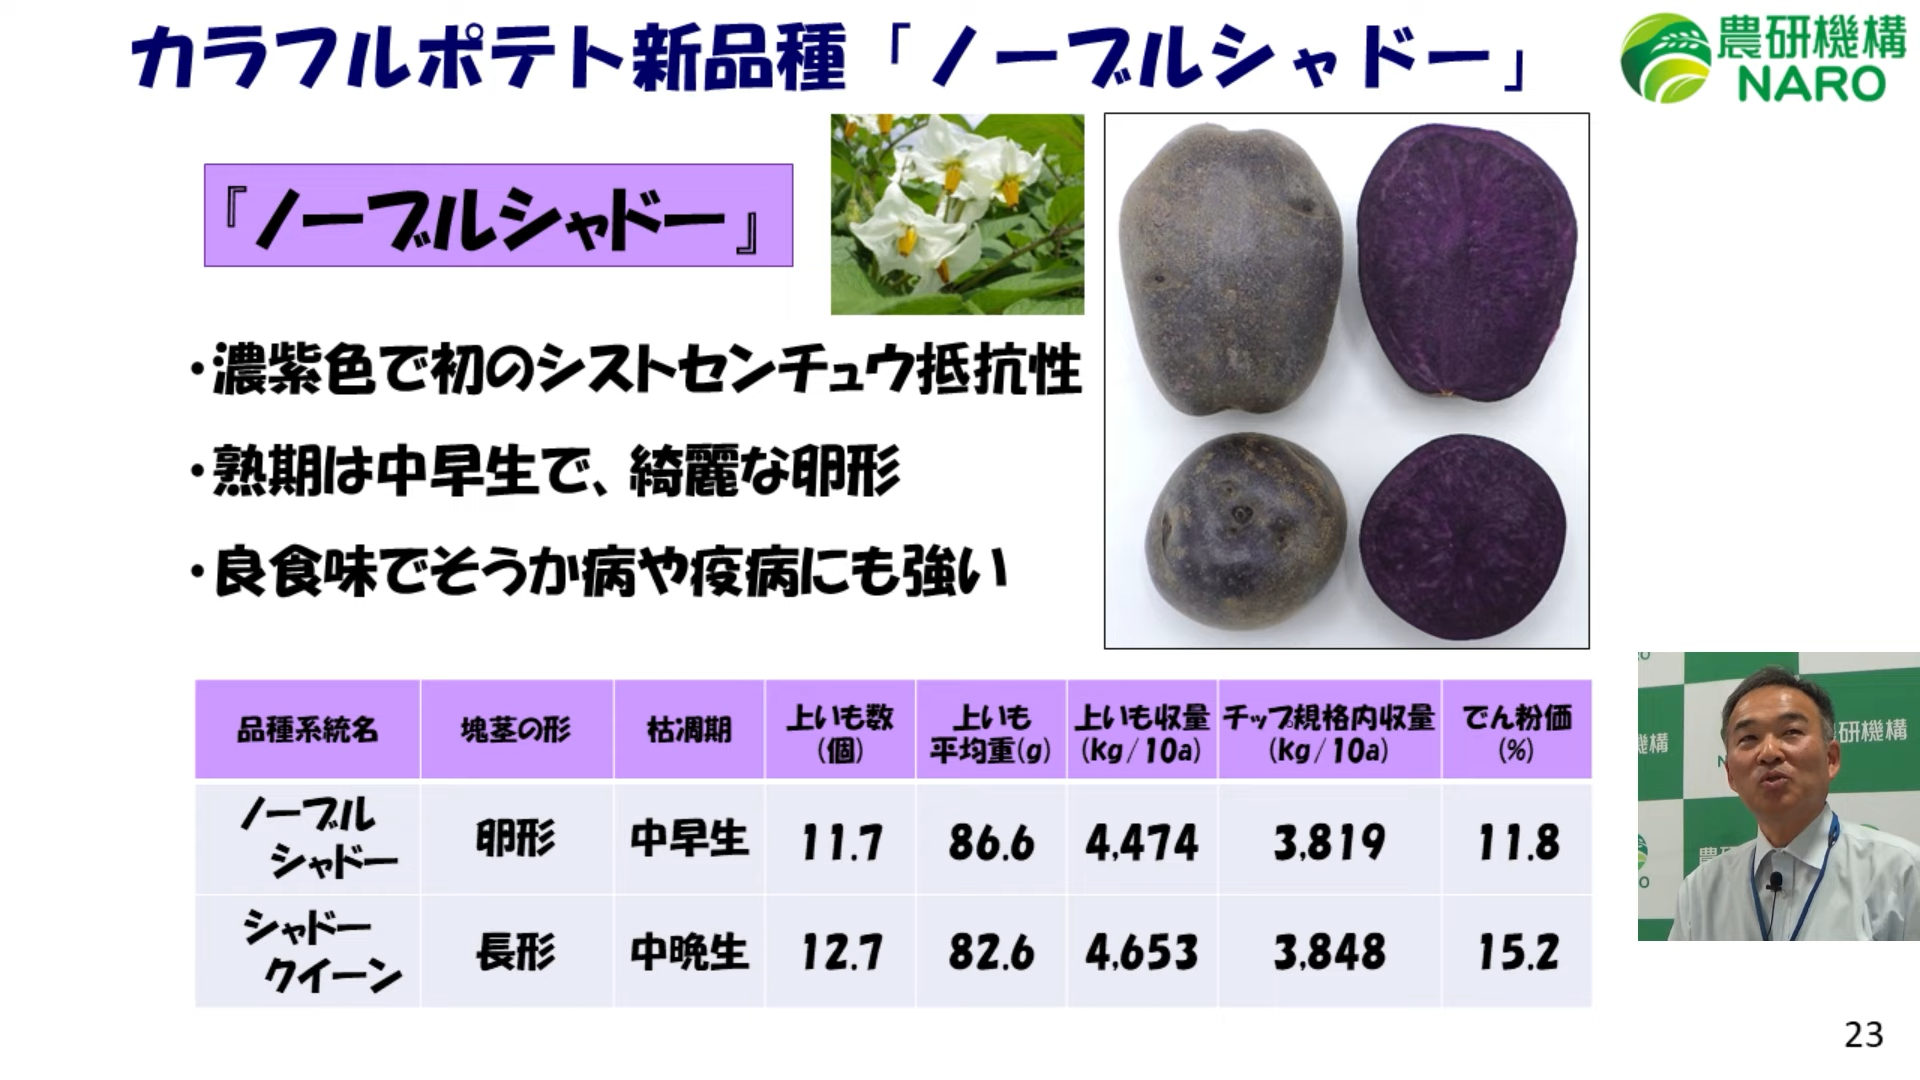 カラフルポテト新品種「ノーブルシャドー」
農研機構
NARO
『ノーブルシャドー』
・濃紫色で初のシストセンチュウ抵抗性
・熟期は中早生で、綺麗な卵形
・良食味でそうか病や疫病にも強い
品種系統名 塊茎の形 枯凋期 上いも数(個) 上いも平均重(g) 上いも収量(kg/10a) チップ規格内収量(kg/10a) でん粉価(%)
ノーブルシャドー 卵形 中早生 11.7 86.6 4,474 3,819 11.8
シャドークイーン 長形 中晩生 12.7 82.6 4,653 3,848 15.2
研機構
機構
23